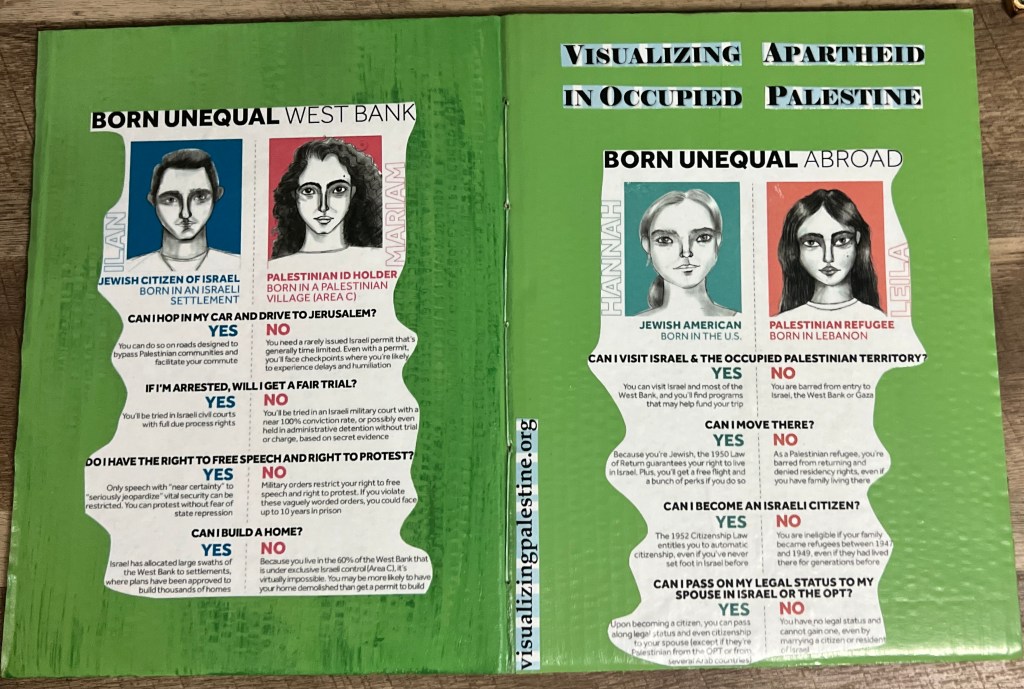 BORN UNEQUAL WEST BANK
ILAN
MARIAM
JEWISH CITIZEN OF ISRAEL
BORN IN AN ISRAELI
SETTLEMENT
PALESTINIAN ID HOLDER
BORN IN A PALESTINIAN
VILLAGE (AREA C)
CAN I HOP IN MY CAR AND DRIVE TO JERUSALEM?
YES
You can do so on roads designed to
bypass Palestinian communities and
facilitate your commute
NO
You need a rarely issued Israeli permit that's
generally time limited. Even with a permit,
you'll face checkpoints where you're likely
to experience delays and humiliation
IF I'M ARRESTED, WILL I GET A FAIR TRIAL?
YES
You'll be tried in Israeli civil courts
with full due process rights
NO
You'll be tried in an Israeli military court with a
near 100% conviction rate, or possibly even
held in administrative detention without trial
or charge, based on secret evidence
DO I HAVE THE RIGHT TO FREE SPEECH AND RIGHT TO PROTEST?
YES
Only speech with "near certainty" to
"seriously jeopardize" vital security can be
restricted. You can protest without fear of
state repression
NO
Military orders restrict your right to free
speech and right to protest. If you violate
these vaguely worded orders, you could face
up to 10 years in prison
CAN I BUILD A HOME?
YES
Israel has allocated large swaths of
the West Bank to settlements,
where plans have been approved to
build thousands of homes
NO
Because you live in the 60% of the West Bank that
is under exclusive Israeli control (Area C), it's
virtually impossible. You may be more likely to have
your home demolished than get a permit to build
VISUALIZING APARTHEID
IN OCCUPIED PALESTINE
BORN UNEQUAL ABROAD
HANNAH
LEILA
JEWISH AMERICAN
BORN IN THE U.S.
PALESTINIAN REFUGEE
BORN IN LEBANON
CAN I VISIT ISRAEL & THE OCCUPIED PALESTINIAN TERRITORY?
YES
You can visit Israel and most of the
West Bank, and you'll find programs
that may help fund your trip
NO
You are barred from entry to
Israel, the West Bank or Gaza
CAN I MOVE THERE?
YES
Because you're Jewish, the 1950 Law
of Return guarantees your right to live
in Israel. Plus, you'll get a free flight and
a bunch of perks if you do so
NO
As a Palestinian refugee, you're
barred from returning and
denied residency rights, even if
you have family living there
CAN I BECOME AN ISRAELI CITIZEN?
YES
The 1952 Citizenship Law
entitles you to automatic
citizenship, even if you've never
set foot in Israel before
NO
You are ineligible if your family
became refugees between 1947
and 1949, even if they had lived
there for generations before
CAN I PASS ON MY LEGAL STATUS TO MY
SPOUSE IN ISRAEL OR THE OPT?
YES
Upon becoming a citizen, you can pass
along legal status and even citizenship
to your spouse (except if they're
Palestinian from the OPT or from
several Arab countries)
NO
You have no legal status and
cannot gain one, even by
marrying a citizen or resident
of Israel
visualizingpalestine.org